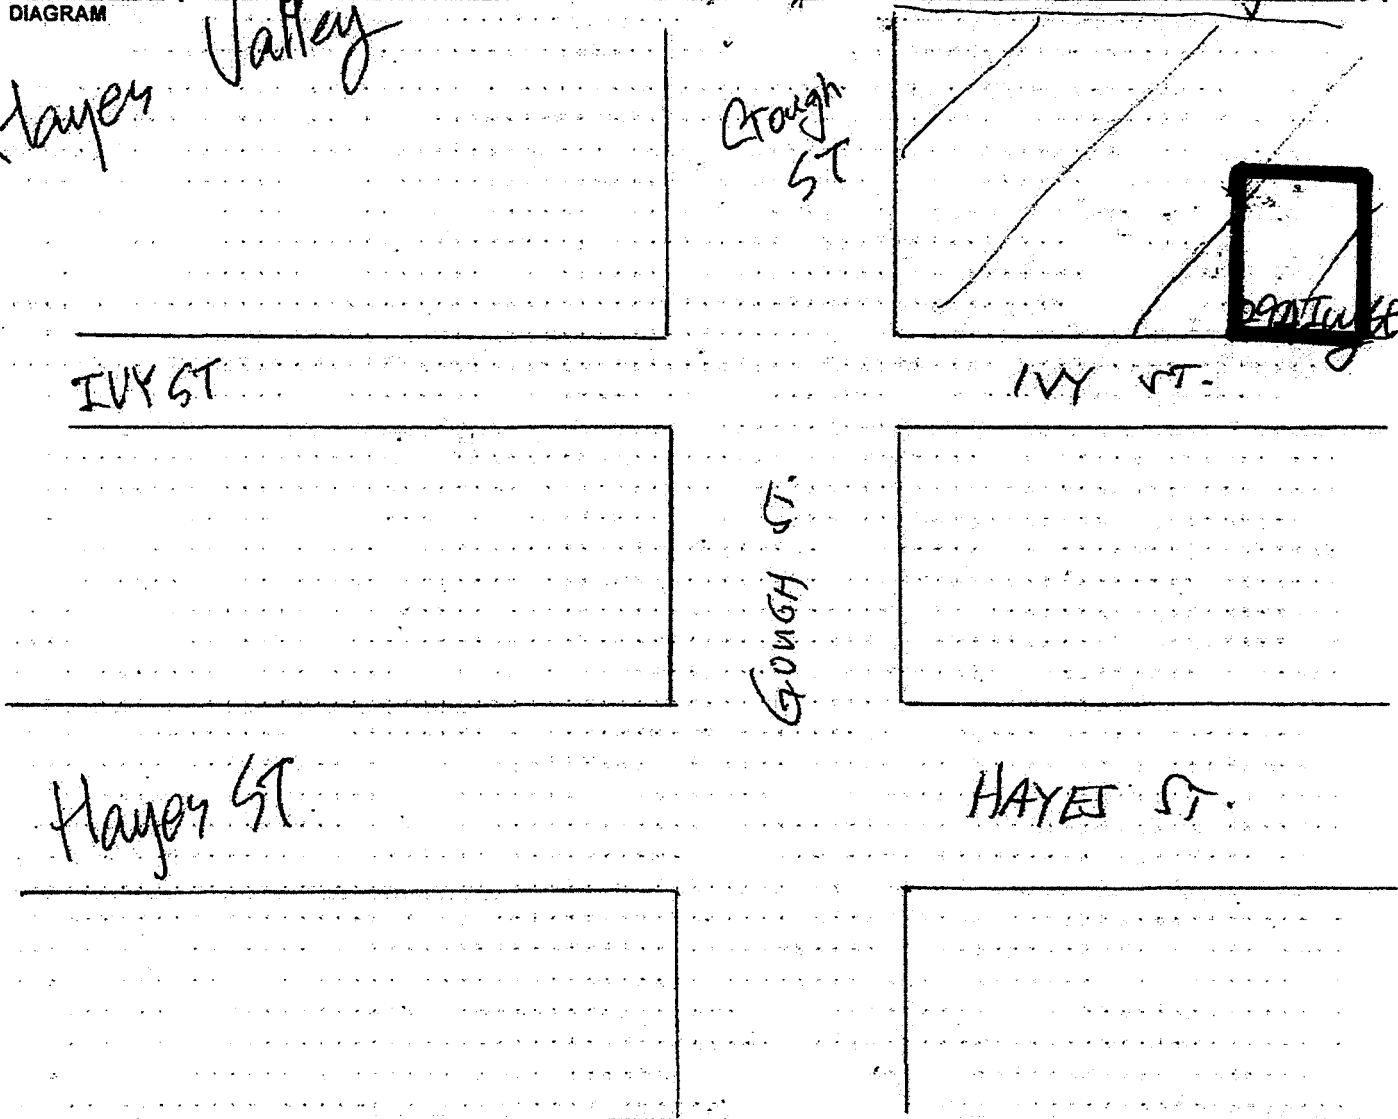 DIAGRAM
Hayes Valley
Gough
ST
IVY ST
IVY ST.
GOUGH ST.
Hayes ST
HAYES ST.